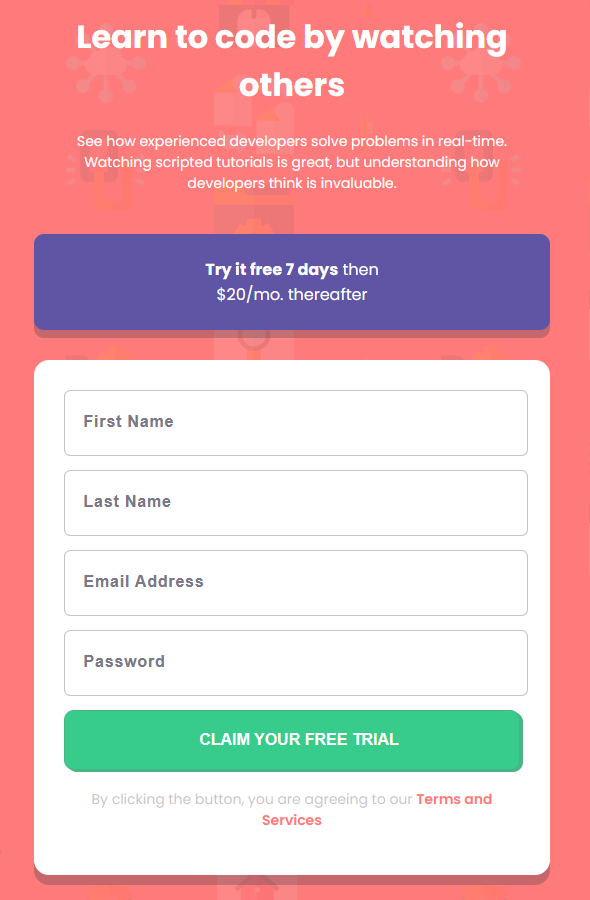 Learn to code by watching
others
See how experienced developers solve problems in real-time.
Watching scripted tutorials is great, but understanding how
developers think is invaluable.
Try it free 7 days then
$20/mo. thereafter
First Name
Last Name
Email Address
Password
CLAIM YOUR FREE TRIAL
By clicking the button, you are agreeing to our Terms and
Services